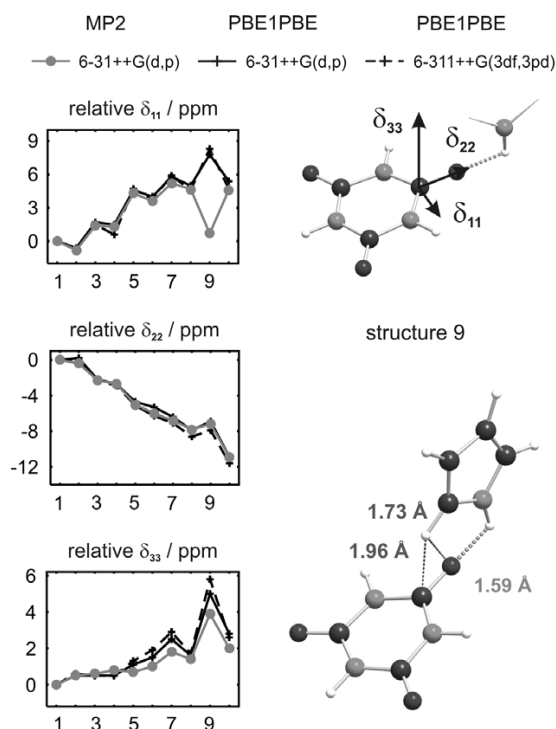 MP2 PBE1PBE PBE1PBE
6-31++G(d,p) 6-31++G(d,p) 6-311++G(3df,3pd)
relative δ11 / ppm
9
6
3
0
1 3 5 7 9
δ33
δ22
δ11
relative δ22 / ppm
0
-4
-8
-12
1 3 5 7 9
structure 9
1.73 Å
1.96 Å
1.59 Å
relative δ33 / ppm
6
4
2
0
1 3 5 7 9